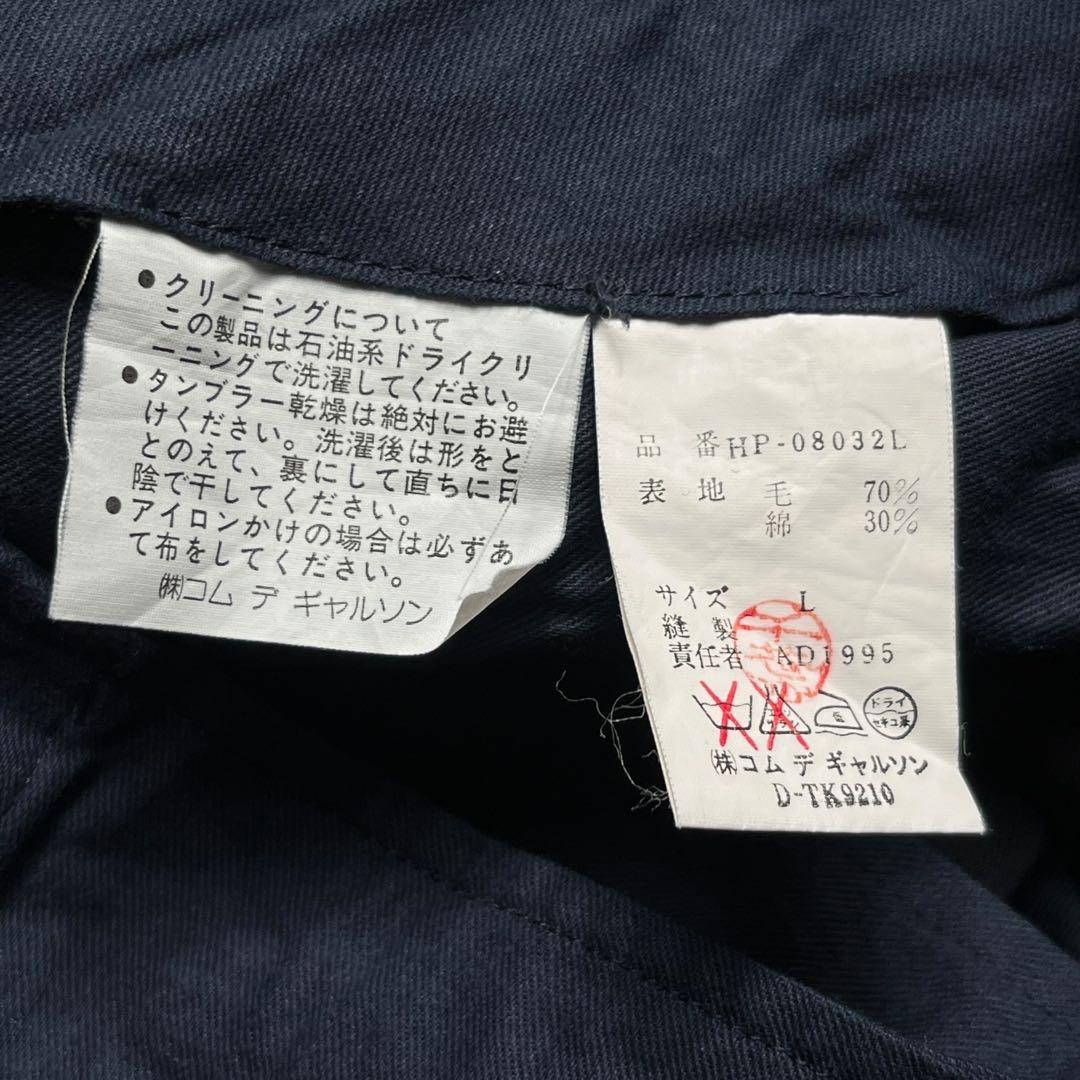 ●クリーニングについて
この製品は石油系ドライクリ
ーニングで洗濯してください。
●タンブラー乾燥は絶対にお避
けください。洗濯後は形をと
とのえて、裏にして直ちに日
陰で干してください。
●アイロンかけの場合は必ずあ
て布をしてください。
㈱コム デ ギャルソン
品 番 HP-08032L
表 地 毛 70%
綿 30%
サイズ L
縫製
責任者 AD1995
ドライ
セキユ系
㈱コム デ ギャルソン
D-TK9210